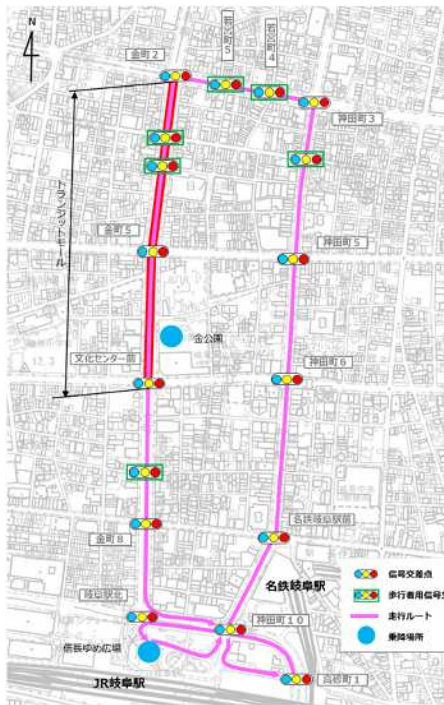 N
金町2
若宮町5
若宮町4
神田町3
トランジットモール
金町5
神田町5
金公園
文化センター前
神田町6
名鉄岐阜駅前
金町8
名鉄岐阜駅
信号交差点
岐阜駅北
歩行者用信号交
神田町10
走行ルート
信長ゆめ広場
乗降場所
JR岐阜駅
高砂町1